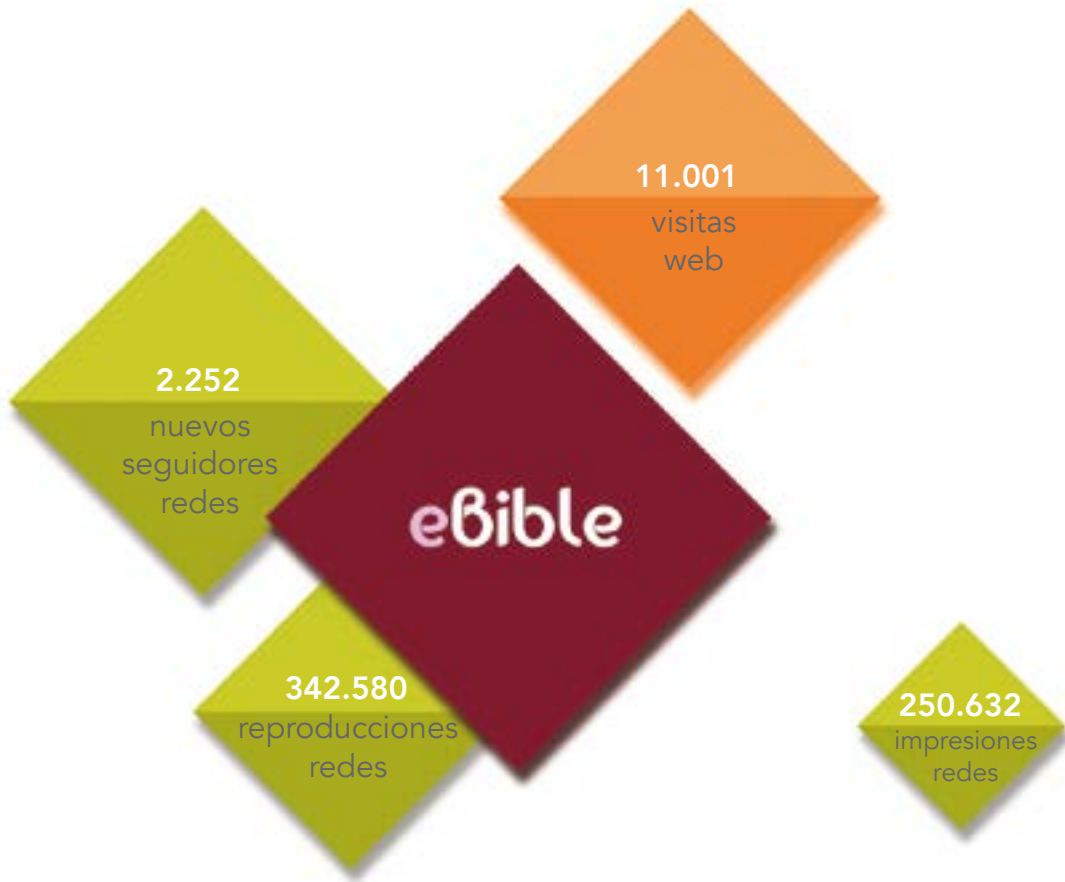 11.001
visitas
web
2.252
nuevos
seguidores
redes
eBible
342.580
reproducciones
redes
250.632
impresiones
redes